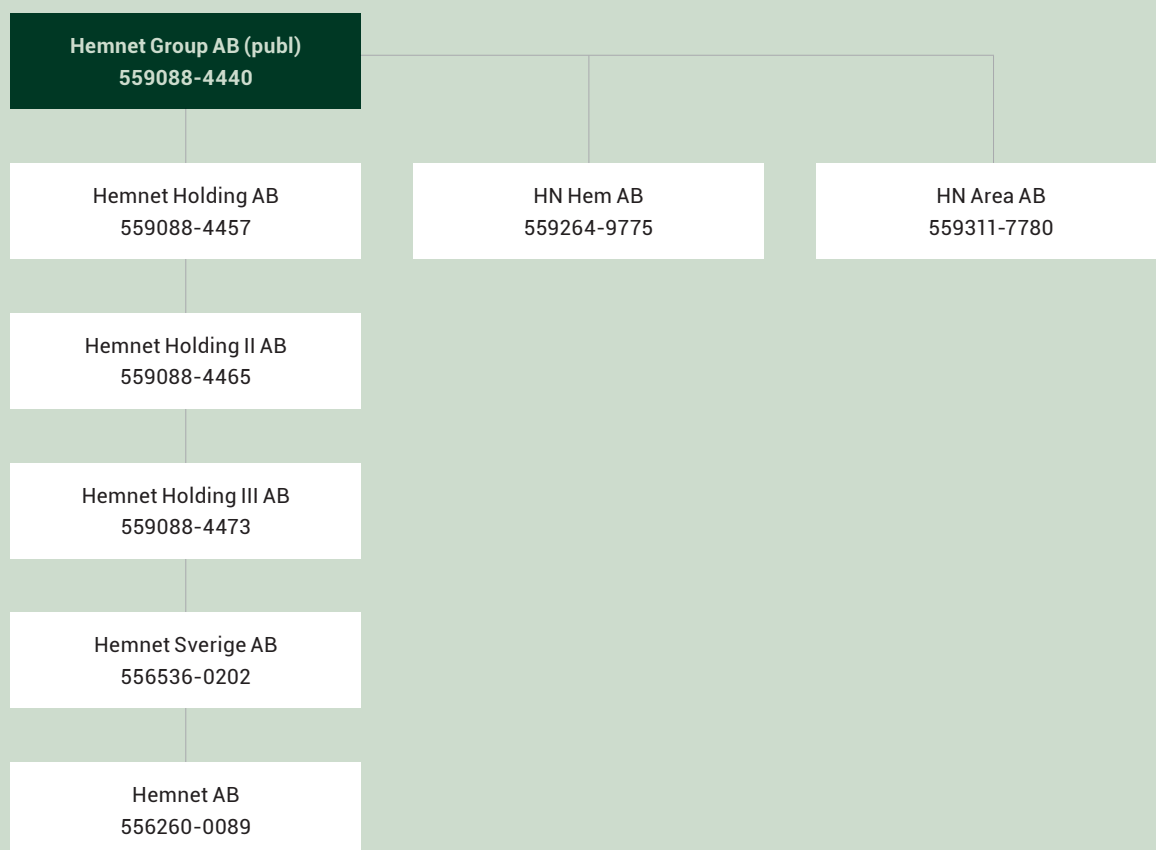 Hemnet Group AB (publ)
559088-4440
Hemnet Holding AB
559088-4457
HN Hem AB
559264-9775
HN Area AB
559311-7780
Hemnet Holding II AB
559088-4465
Hemnet Holding III AB
559088-4473
Hemnet Sverige AB
556536-0202
Hemnet AB
556260-0089